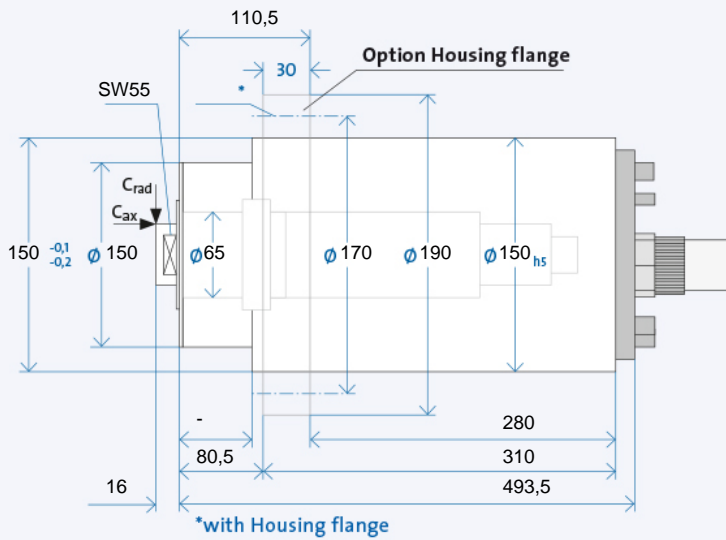 110,5
Option Housing flange
30
SW55
*
Crad
Cax
150 -0,1 -0,2
Ø 150
Ø65
Ø 170
Ø 190
Ø 150 h5
-
280
80,5
310
16
493,5
*with Housing flange